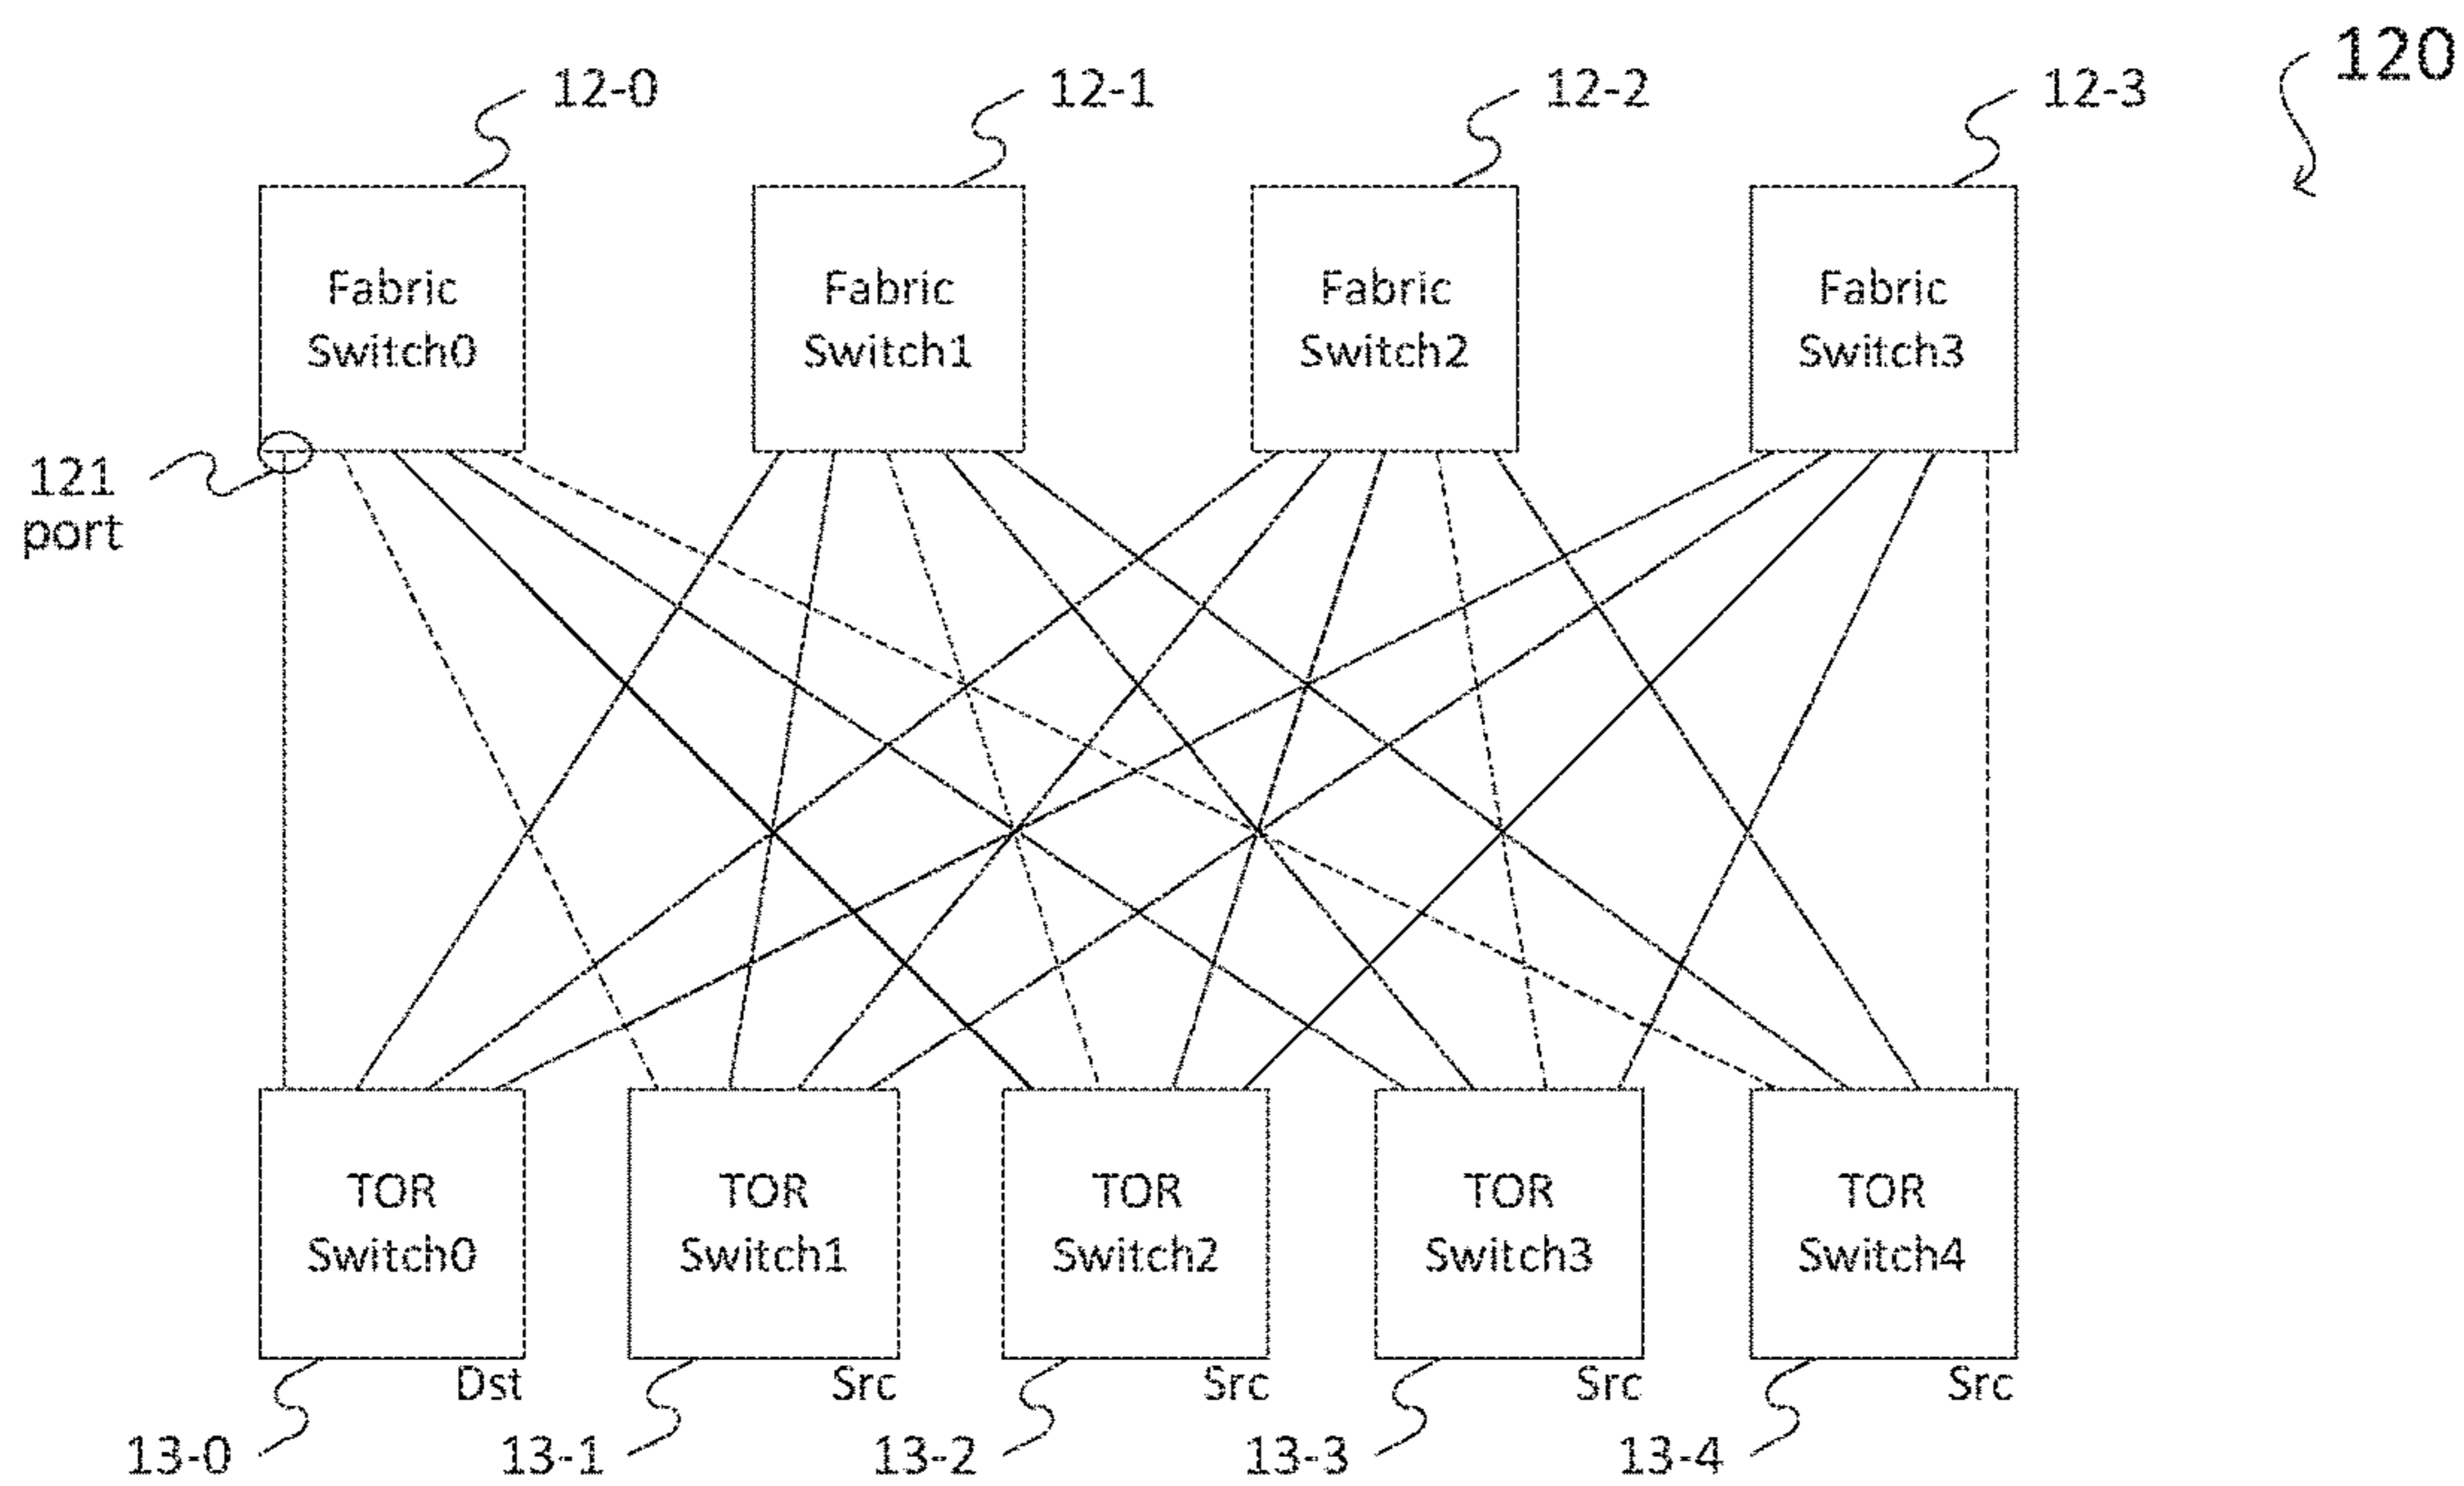 120
12-0
12-1
12-2
12-3
Fabric
Switch0
Fabric
Switch1
Fabric
Switch2
Fabric
Switch3
121
port
TOR
Switch0
TOR
Switch1
TOR
Switch2
TOR
Switch3
TOR
Switch4
Dst
Src
Src
Src
Src
13-0
13-1
13-2
13-3
13-4